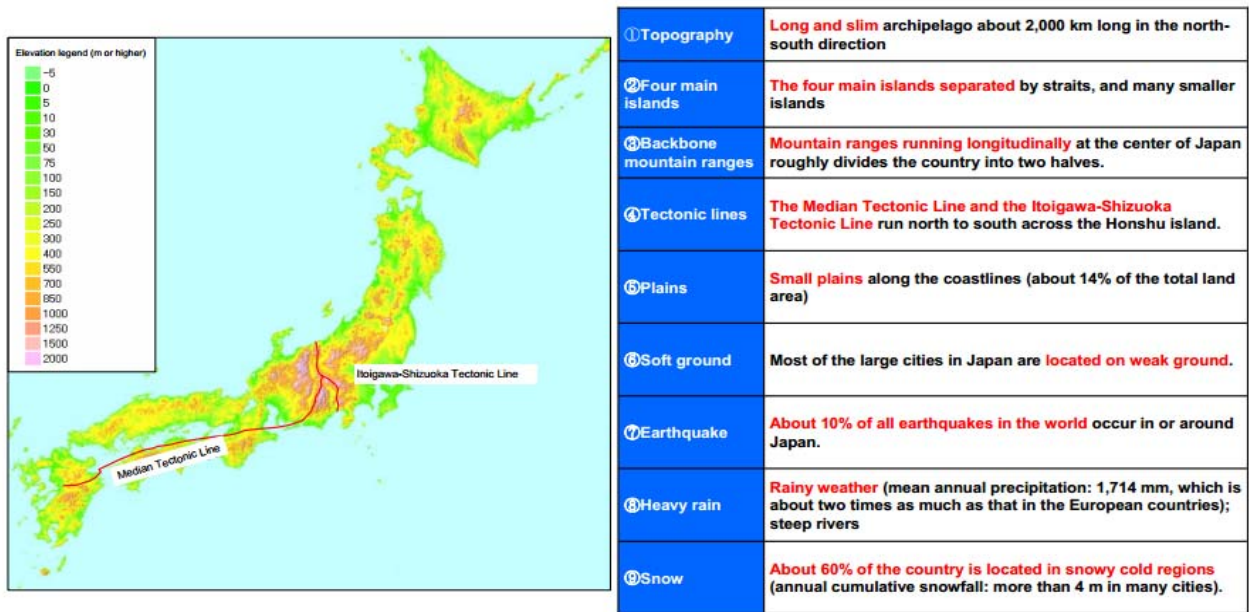 Elevation legend (m or higher)
-5
0
5
10
30
50
75
100
150
200
250
300
400
550
700
850
1000
1250
1500
2000
Itoigawa-Shizuoka Tectonic Line
Median Tectonic Line
①Topography
Long and slim archipelago about 2,000 km long in the north-
south direction
②Four main
islands
The four main islands separated by straits, and many smaller
islands
③Backbone
mountain ranges
Mountain ranges running longitudinally at the center of Japan
roughly divides the country into two halves.
④Tectonic lines
The Median Tectonic Line and the Itoigawa-Shizuoka
Tectonic Line run north to south across the Honshu island.
⑤Plains
Small plains along the coastlines (about 14% of the total land
area)
⑥Soft ground
Most of the large cities in Japan are located on weak ground.
⑦Earthquake
About 10% of all earthquakes in the world occur in or around
Japan.
⑧Heavy rain
Rainy weather (mean annual precipitation: 1,714 mm, which is
about two times as much as that in the European countries);
steep rivers
⑨Snow
About 60% of the country is located in snowy cold regions
(annual cumulative snowfall: more than 4 m in many cities).